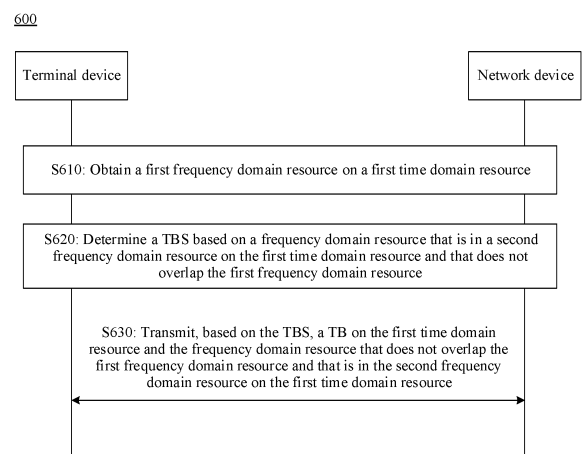 600
Terminal device
Network device
S610: Obtain a first frequency domain resource on a first time domain resource
S620: Determine a TBS based on a frequency domain resource that is in a second
frequency domain resource on the first time domain resource and that does not
overlap the first frequency domain resource
S630: Transmit, based on the TBS, a TB on the first time domain
resource and the frequency domain resource that does not overlap the
first frequency domain resource and that is in the second frequency
domain resource on the first time domain resource